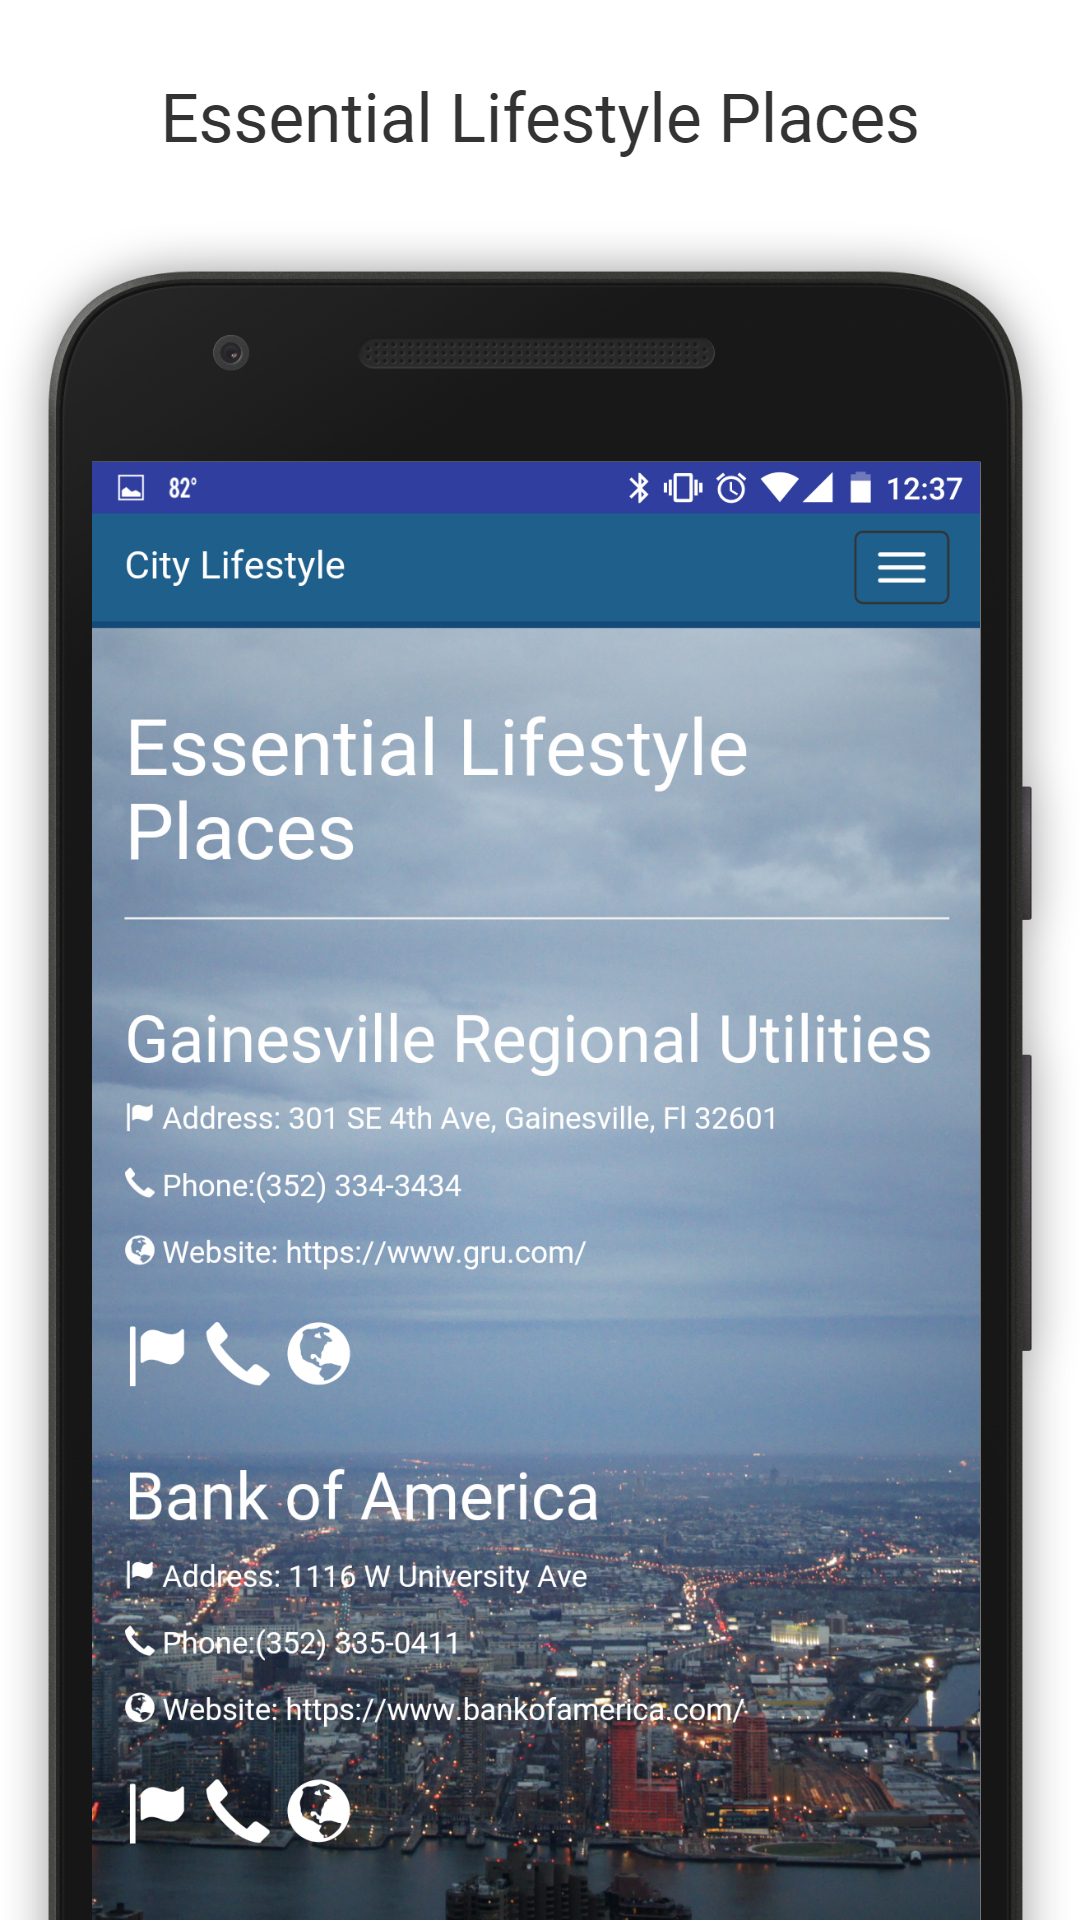 Essential Lifestyle Places
82°
12:37
City Lifestyle
Essential Lifestyle
Places
Gainesville Regional Utilities
Address: 301 SE 4th Ave, Gainesville, Fl 32601
Phone:(352) 334-3434
Website: https://www.gru.com/
Bank of America
Address: 1116 W University Ave
Phone:(352) 335-0411
Website: https://www.bankofamerica.com/